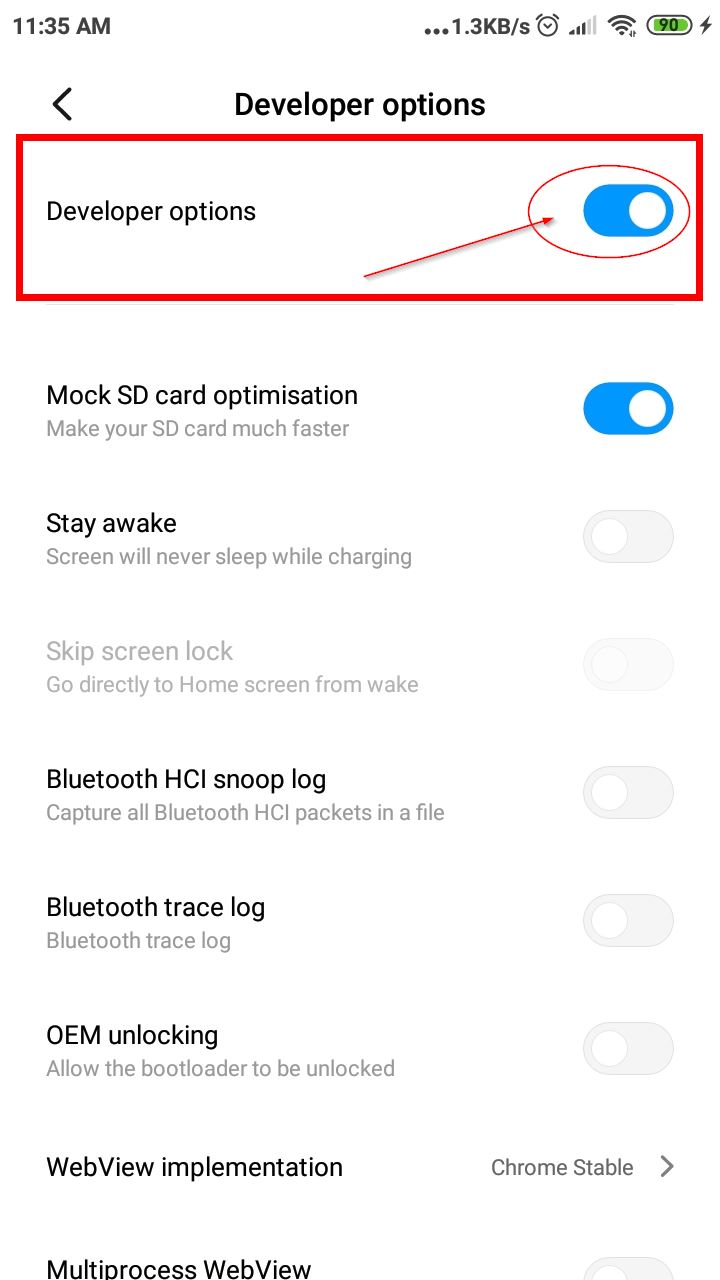 11:35 AM ...1.3KB/s 90
Developer options
Developer options
Mock SD card optimisation
Make your SD card much faster
Stay awake
Screen will never sleep while charging
Skip screen lock
Go directly to Home screen from wake
Bluetooth HCI snoop log
Capture all Bluetooth HCI packets in a file
Bluetooth trace log
Bluetooth trace log
OEM unlocking
Allow the bootloader to be unlocked
WebView implementation Chrome Stable
Multiprocess WebView